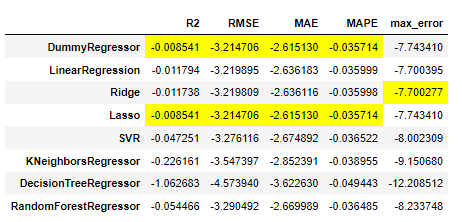 R2 RMSE MAE MAPE max_error
DummyRegressor -0.008541 -3.214706 -2.615130 -0.035714 -7.743410
LinearRegression -0.011794 -3.219895 -2.636183 -0.035999 -7.700395
Ridge -0.011738 -3.219809 -2.636116 -0.035998 -7.700277
Lasso -0.008541 -3.214706 -2.615130 -0.035714 -7.743410
SVR -0.047251 -3.276116 -2.674892 -0.036522 -8.002309
KNeighborsRegressor -0.226161 -3.547397 -2.852391 -0.038955 -9.150680
DecisionTreeRegressor -1.062683 -4.573940 -3.622630 -0.049443 -12.208512
RandomForestRegressor -0.054466 -3.290492 -2.669989 -0.036485 -8.233748